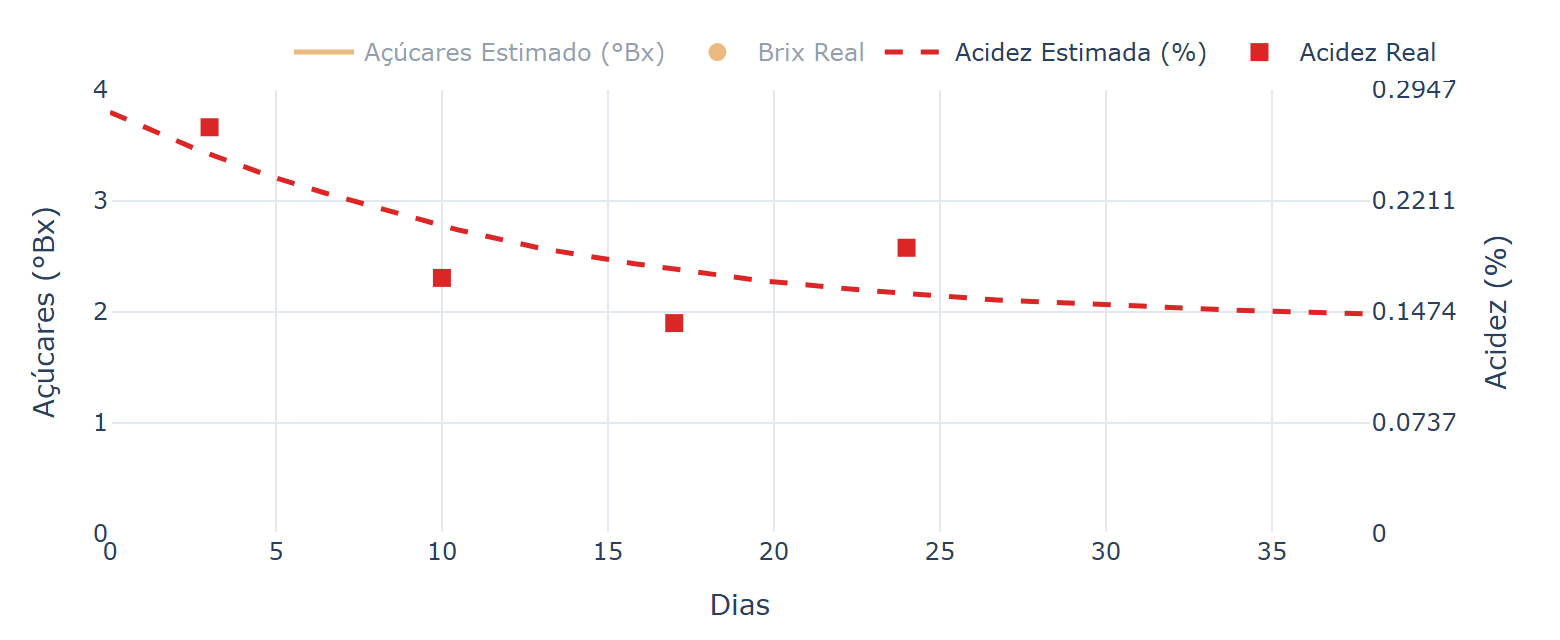 Açúcares Estimado (°Bx) Brix Real Acidez Estimada (%) Acidez Real
4 0.2947
3 0.2211
2 0.1474
1 0.0737
0 0
Açúcares (°Bx)
Acidez (%)
0 5 10 15 20 25 30 35
Dias